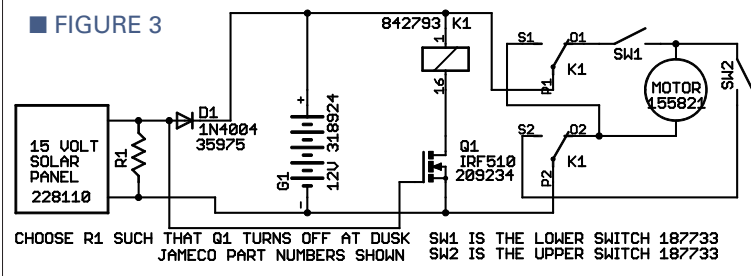 ■ FIGURE 3
842793 K1
1
16
S1 O1
P1
K1
SW1
SW2
MOTOR
155821
D1
1N4004
35975
15 VOLT
SOLAR
PANEL
228110
R1
+
G1
12V 318924
-
Q1
IRF510
209234
S2 O2
P2
K1
CHOOSE R1 SUCH THAT Q1 TURNS OFF AT DUSK
JAMECO PART NUMBERS SHOWN
SW1 IS THE LOWER SWITCH 187733
SW2 IS THE UPPER SWITCH 187733